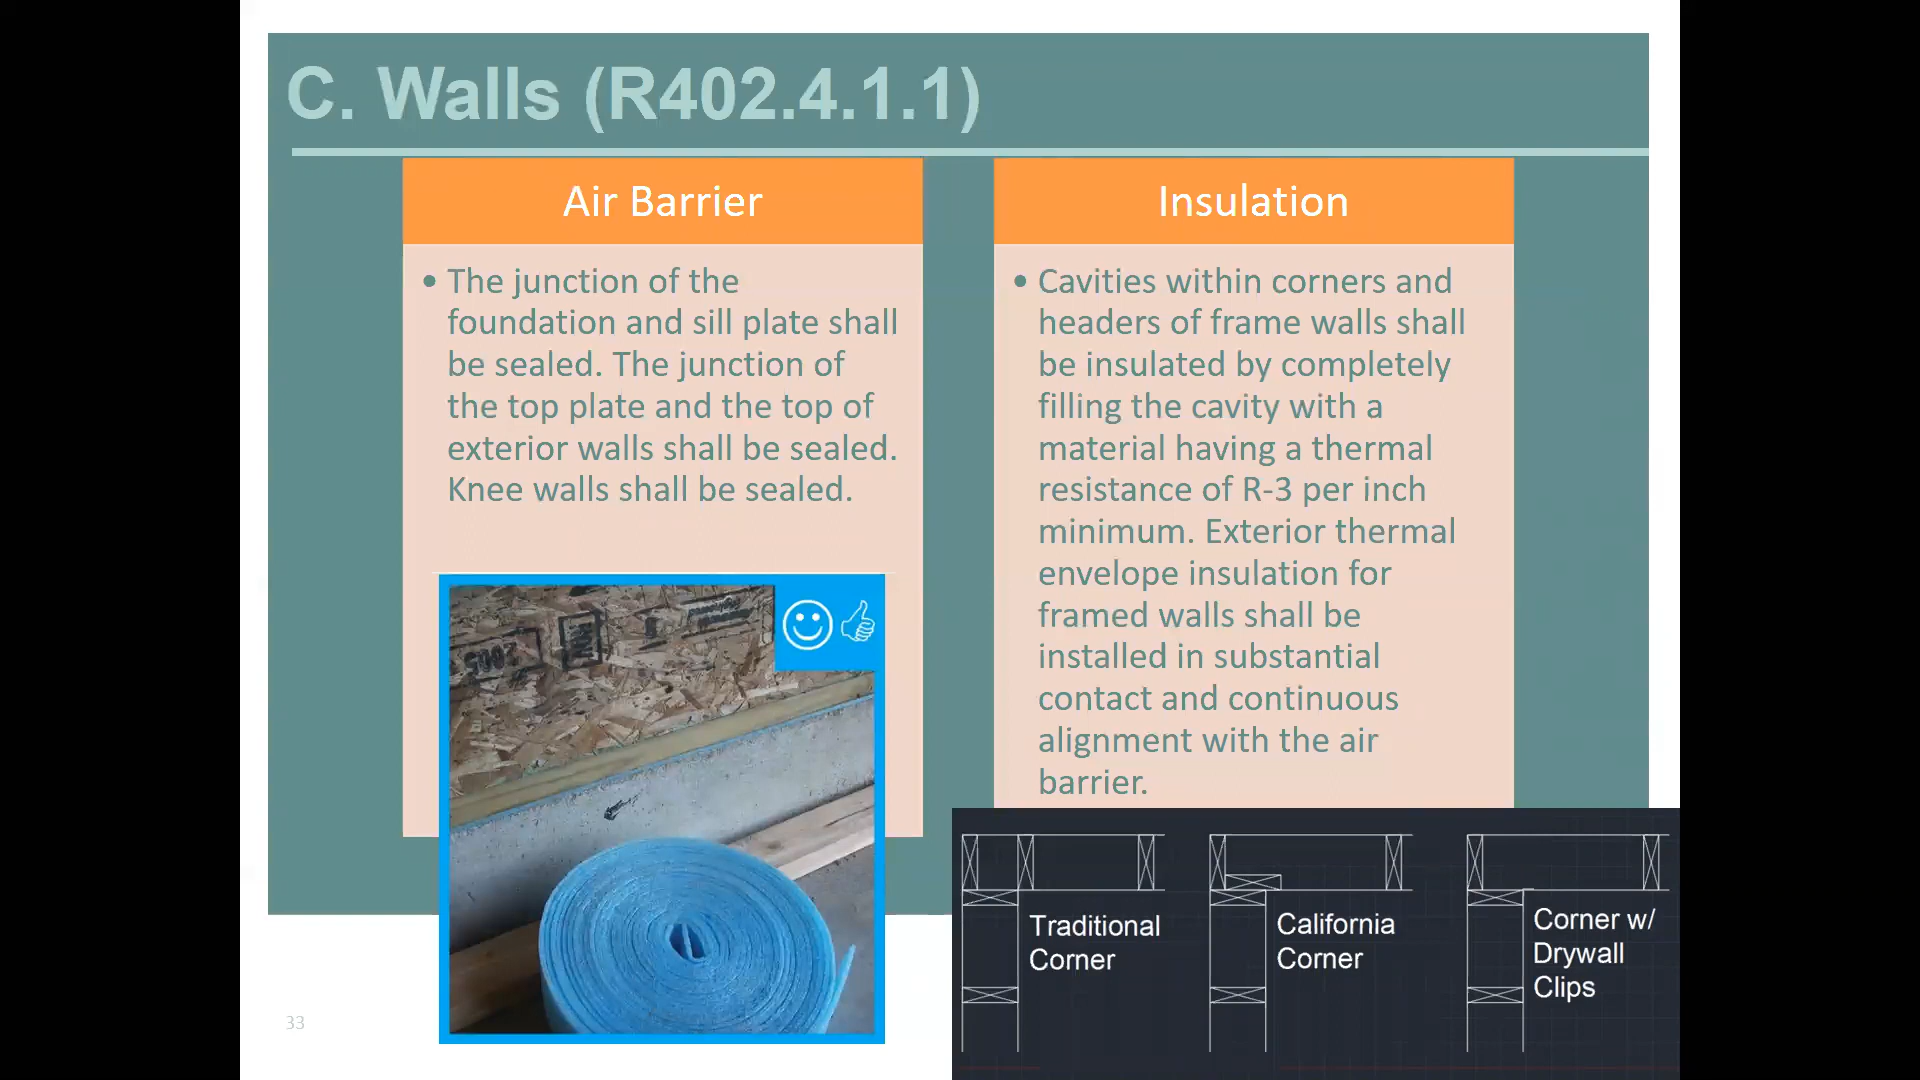 C. Walls (R402.4.1.1)
Air Barrier
• The junction of the
foundation and sill plate shall
be sealed. The junction of
the top plate and the top of
exterior walls shall be sealed.
Knee walls shall be sealed.
Insulation
• Cavities within corners and
headers of frame walls shall
be insulated by completely
filling the cavity with a
material having a thermal
resistance of R-3 per inch
minimum. Exterior thermal
envelope insulation for
framed walls shall be
installed in substantial
contact and continuous
alignment with the air
barrier.
Traditional
Corner
California
Corner
Corner w/
Drywall
Clips
33